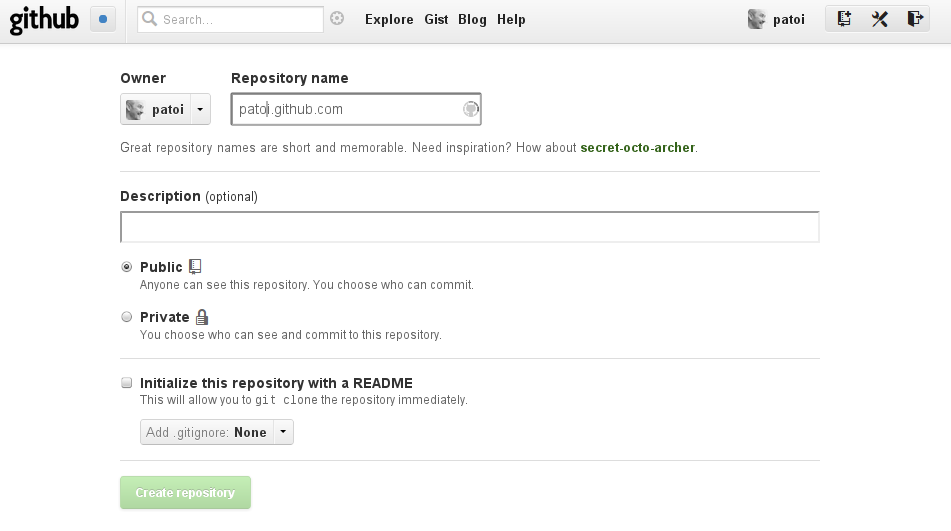 github Search... Explore Gist Blog Help patoi
Owner Repository name
patoi patoi.github.com
Great repository names are short and memorable. Need inspiration? How about secret-octo-archer.
Description (optional)
Public
Anyone can see this repository. You choose who can commit.
Private
You choose who can see and commit to this repository.
Initialize this repository with a README
This will allow you to git clone the repository immediately.
Add .gitignore: None
Create repository